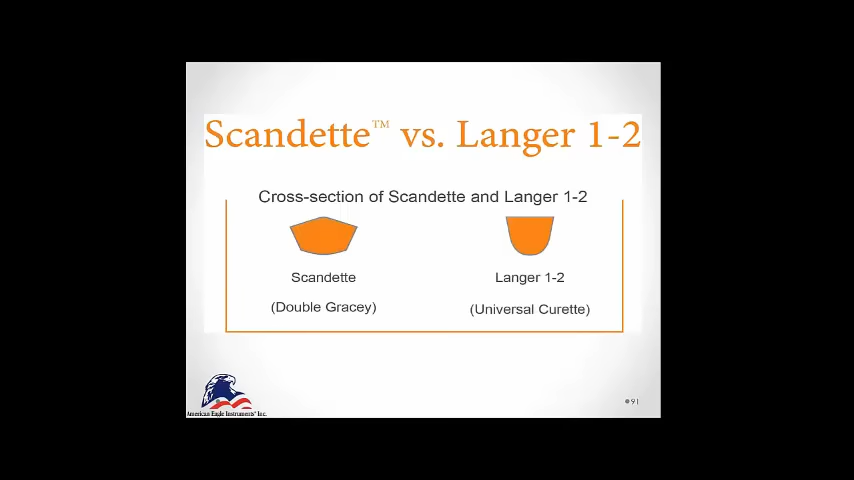 Scandette™ vs. Langer 1-2
Cross-section of Scandette and Langer 1-2
Scandette
Langer 1-2
(Double Gracey)
(Universal Curette)
American Eagle Instruments® Inc.
91